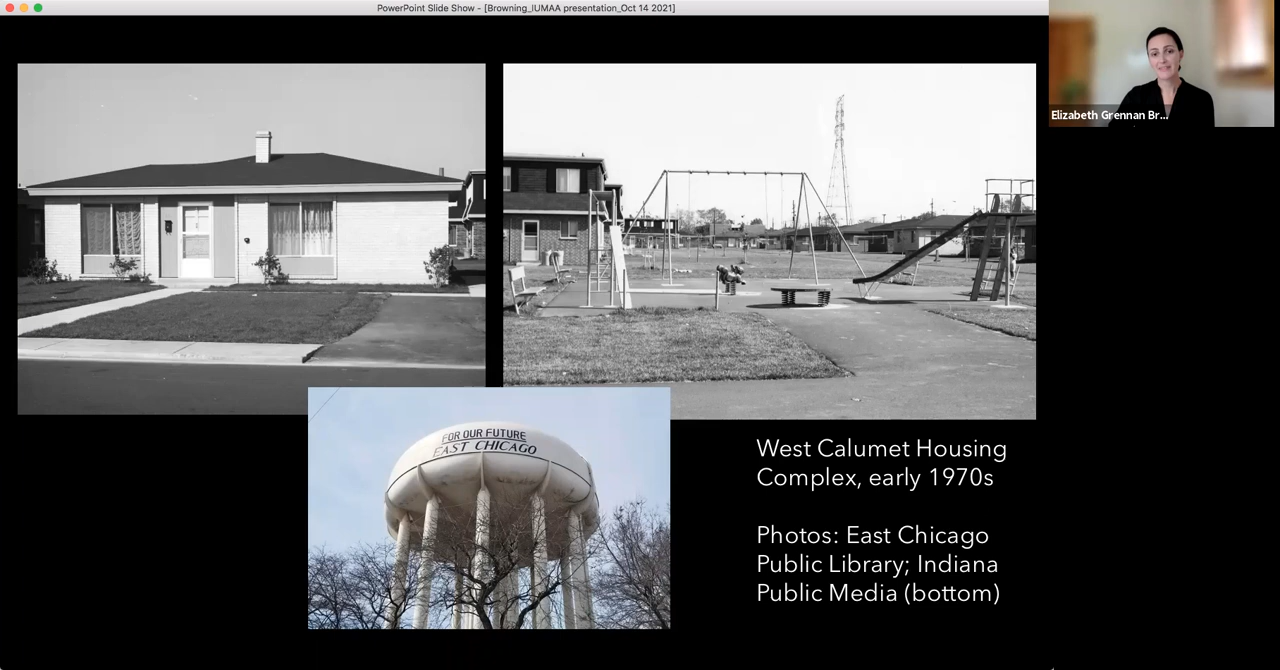 PowerPoint Slide Show - [Browning_IUMAA presentation_Oct 14 2021]
Elizabeth Grennan Br...
FOR OUR FUTURE
EAST CHICAGO
West Calumet Housing
Complex, early 1970s
Photos: East Chicago
Public Library; Indiana
Public Media (bottom)